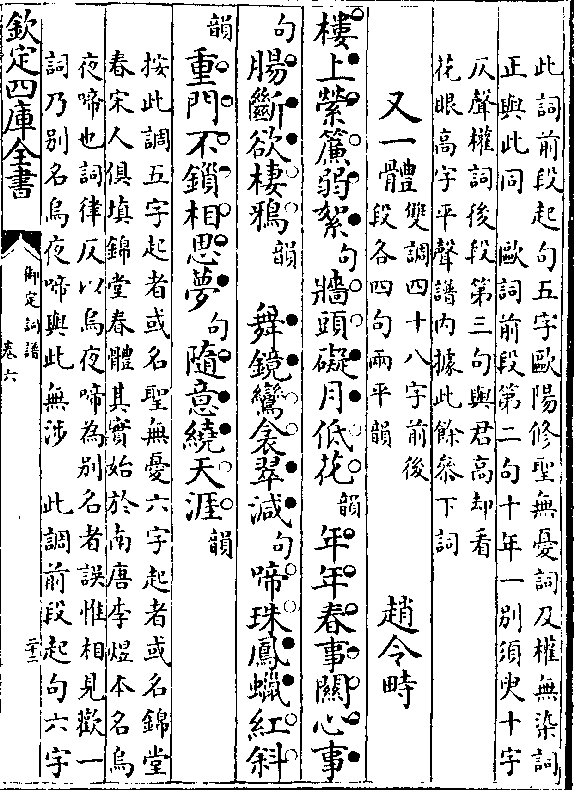 此詞前段起句五字歐陽修聖無憂詞及權無染詞
正與此同　歐詞前段第二句十年一別須臾十字
仄聲權詞後段第三句與君高却看
花眼高字平聲譜内據此餘叅下詞
又一體　雙調四十八字前後段各四句兩平韻　趙令畤
樓上縈簾弱絮句牆頭礙月低花韻年年春事關心事
句腸斷欲棲鴉韻　舞鏡鸞衾翠減句啼珠鳳蠟紅斜
韻重門不鎖相思夢句隨意繞天涯韻
按此調五字起者或名聖無憂六字起者或名錦堂
春宋人俱填錦堂春體其實始於南唐李煜本名烏
夜啼也詞律反以烏夜啼為別名者誤惟相見歡一
詞乃別名烏夜啼與此無涉　此調前段起句六字
欽定四庫全書　御定詞譜　卷六　二十二